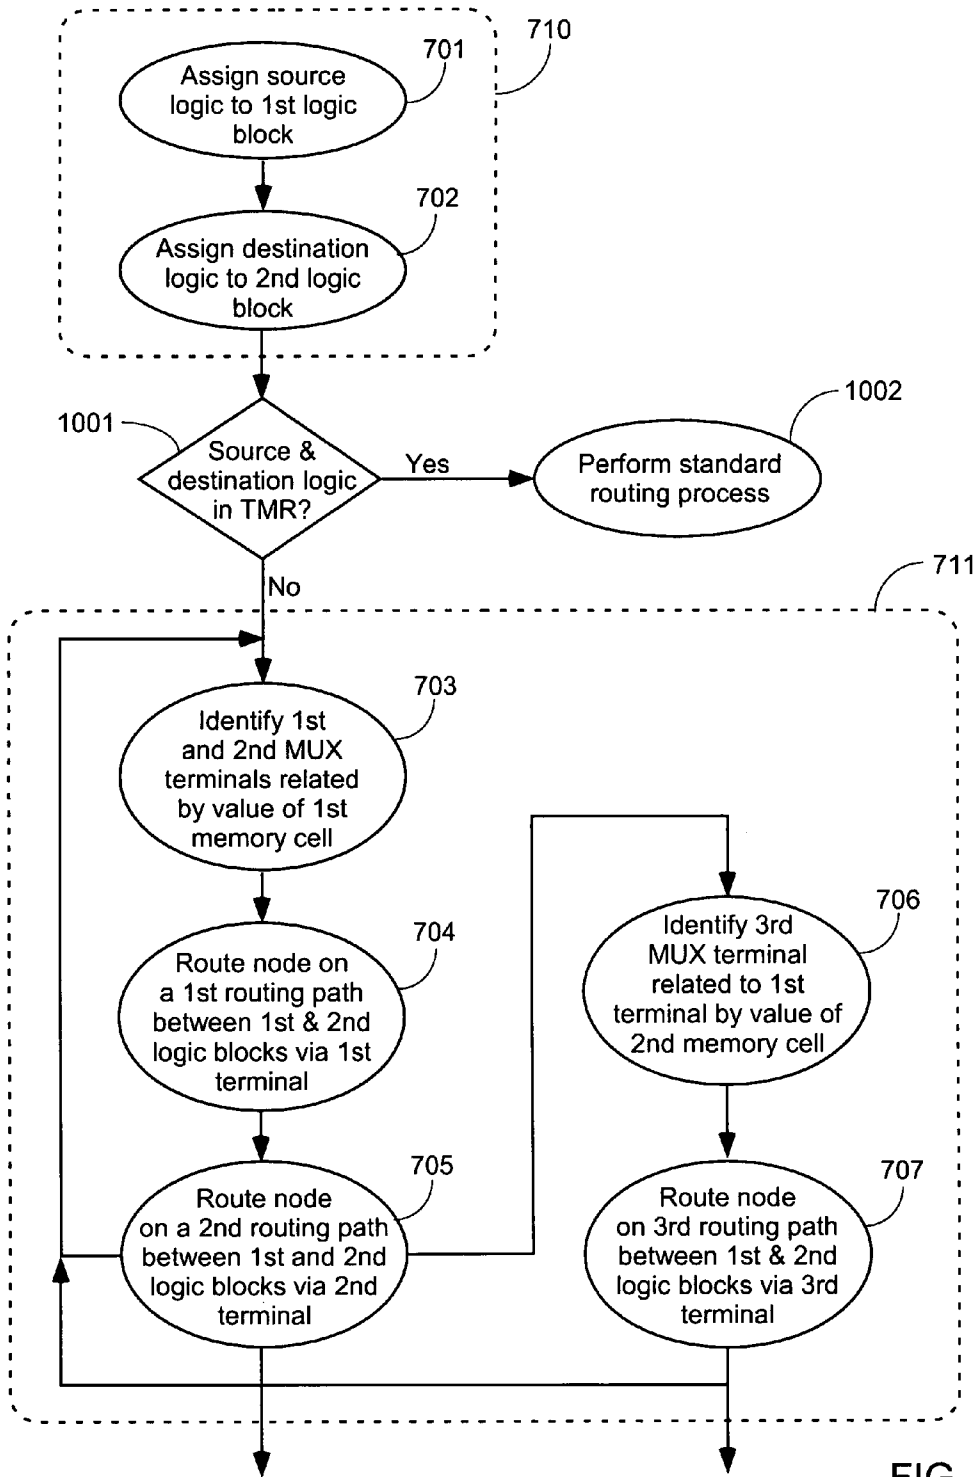 710
701
Assign source
logic to 1st logic
block
702
Assign destination
logic to 2nd logic
block
1001
Source &
destination logic
in TMR?
Yes
1002
Perform standard
routing process
No
711
703
Identify 1st
and 2nd MUX
terminals related
by value of 1st
memory cell
704
Route node on
a 1st routing path
between 1st & 2nd
logic blocks via 1st
terminal
705
Route node
on a 2nd routing path
between 1st and 2nd
logic blocks via 2nd
terminal
706
Identify 3rd
MUX terminal
related to 1st
terminal by value of
2nd memory cell
707
Route node
on 3rd routing path
between 1st & 2nd
logic blocks via 3rd
terminal